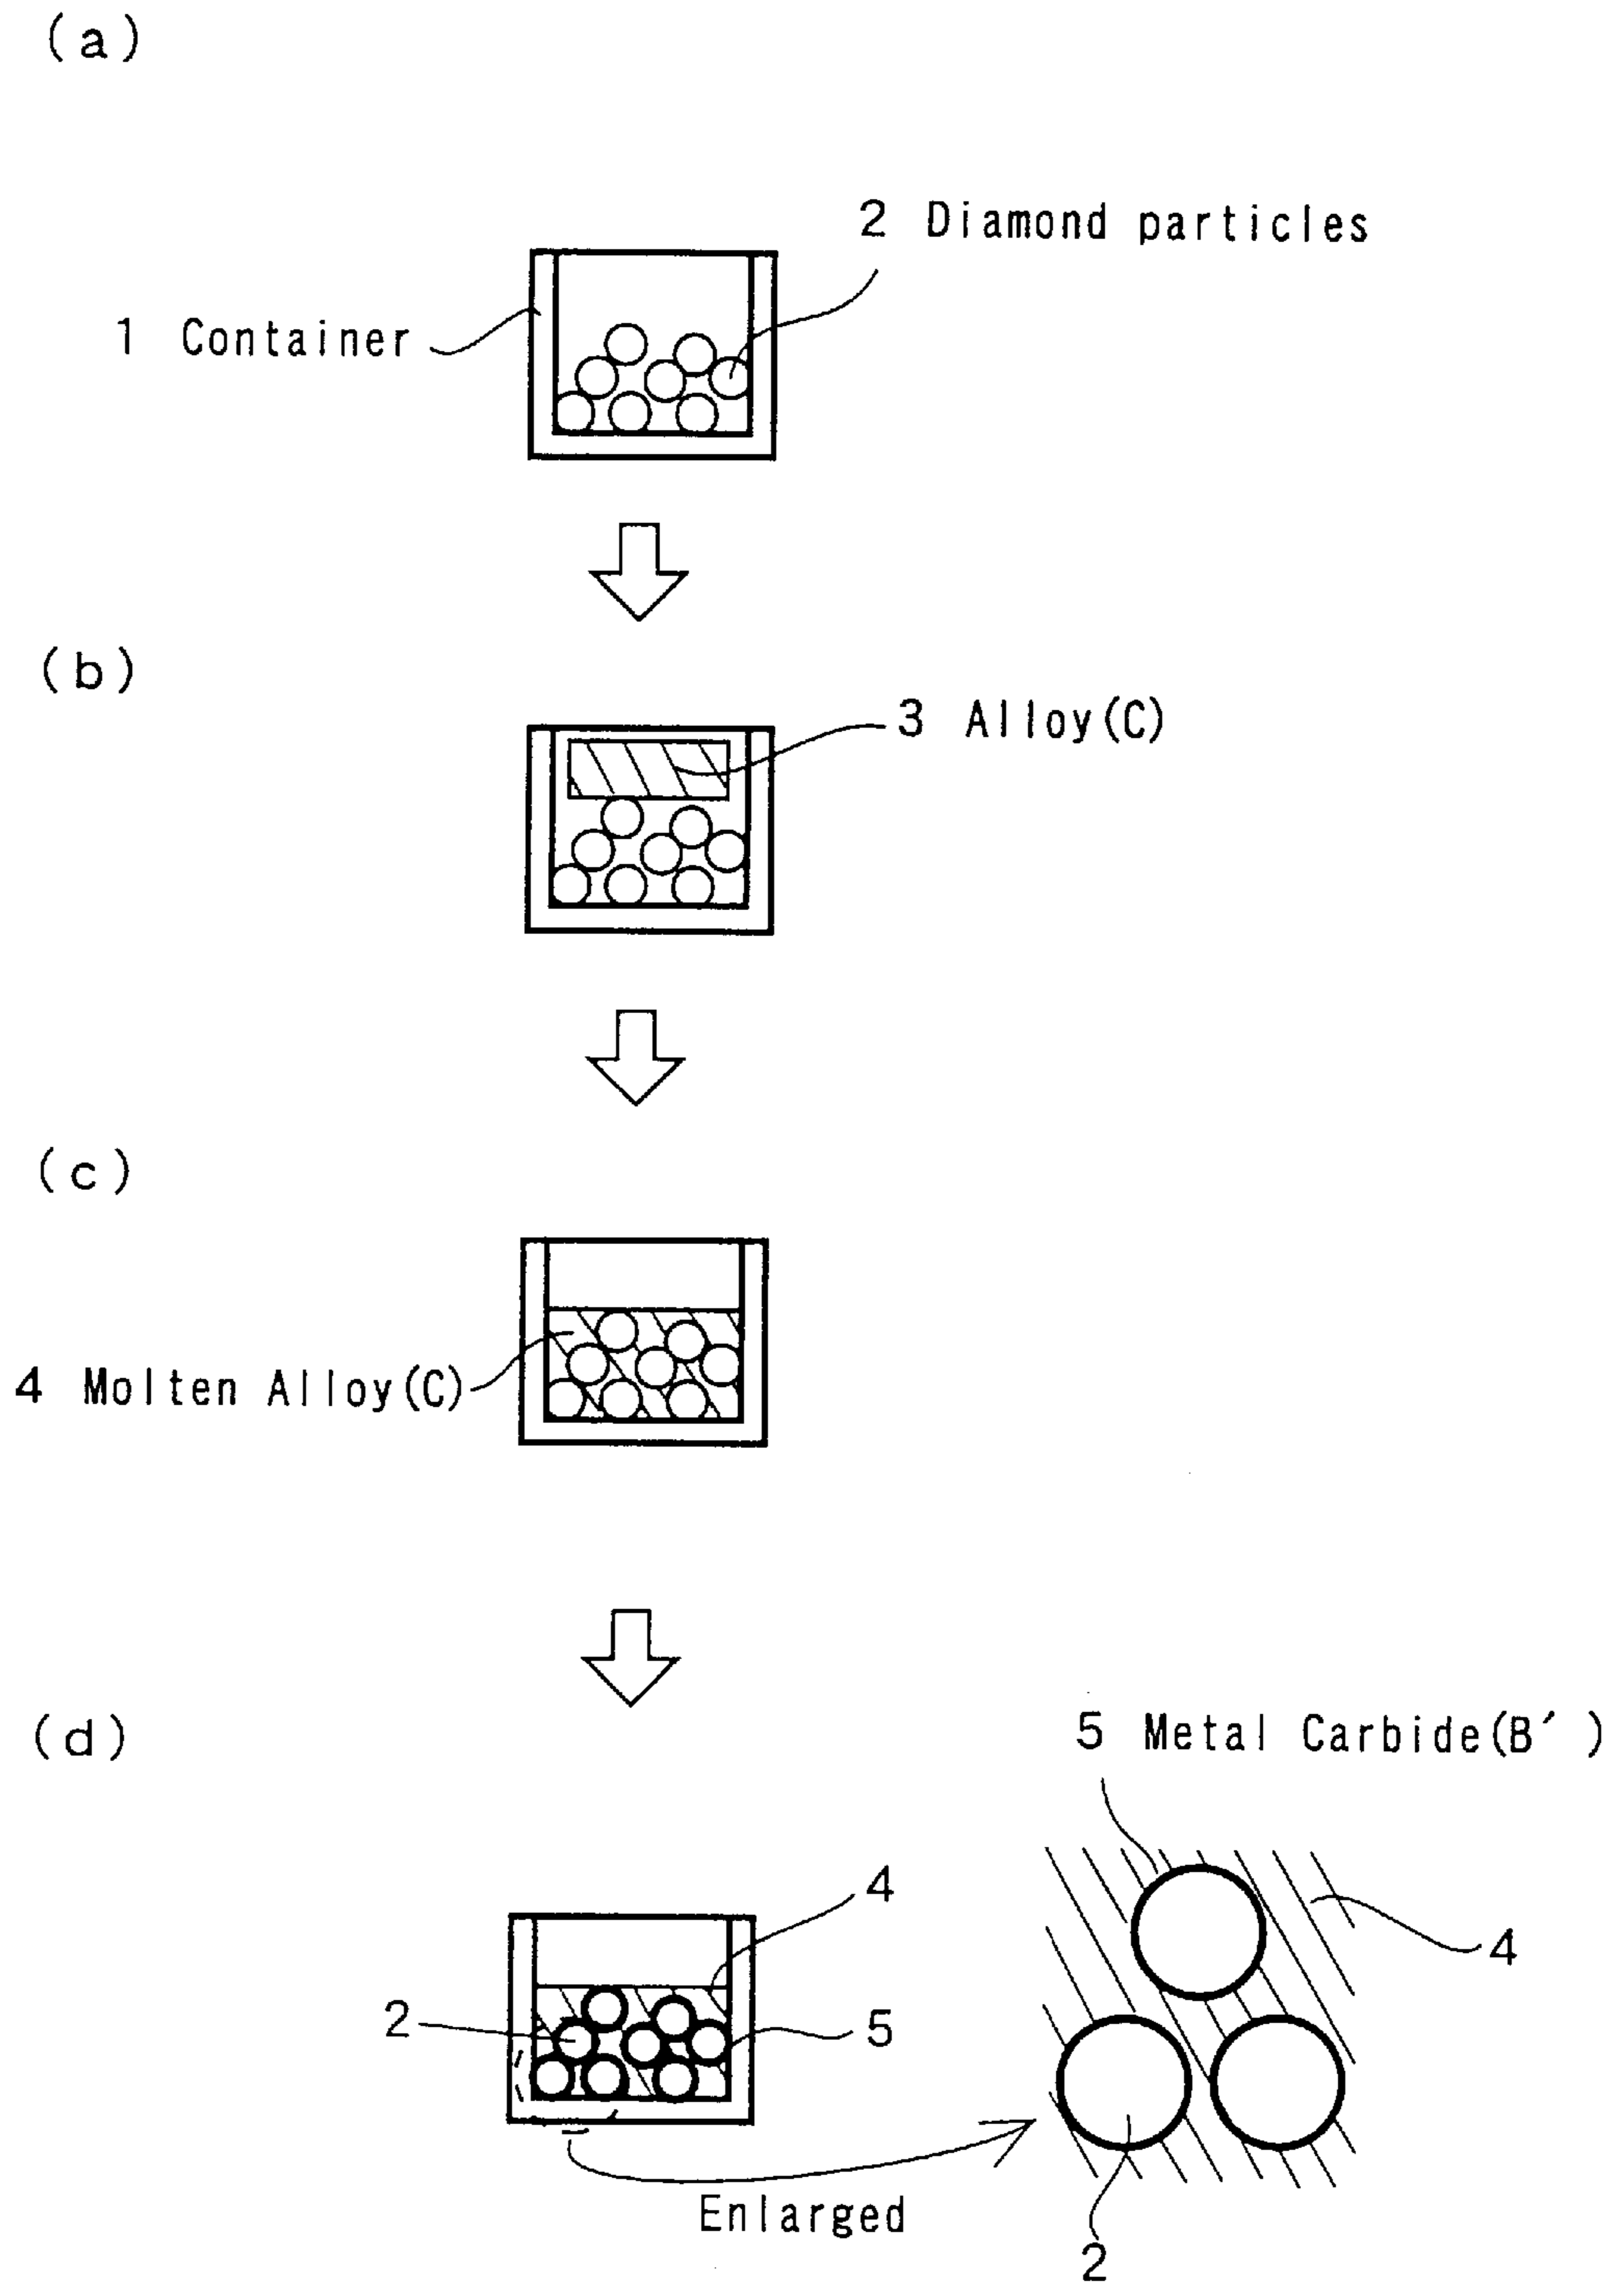 (a)
2 Diamond particles
1 Container
(b)
3 Alloy(C)
(c)
4 Molten Alloy(C)
(d)
5 Metal Carbide(B′)
4
4
2
5
Enlarged
2